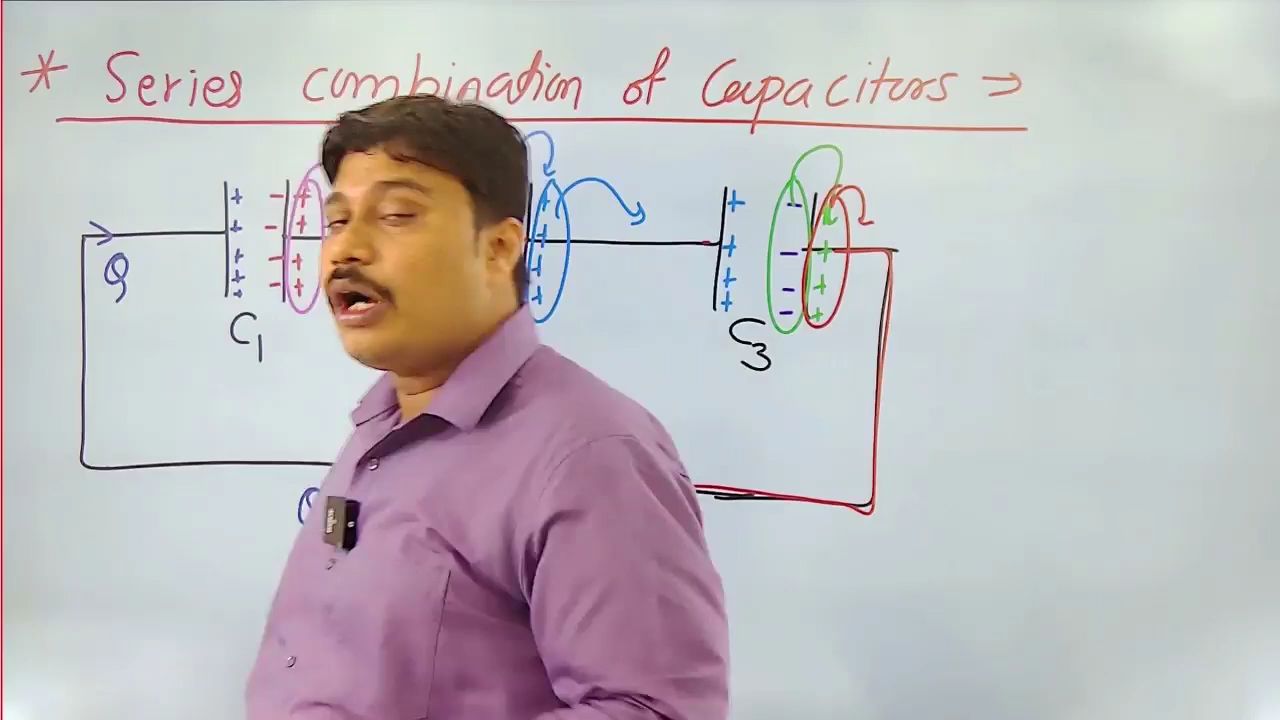 * Series combination of Capacitors ⇒
+ - + + + - +
+ - + + + - +
+ - + + + - +
+ - + + + - +
+
Q
C₁
C₃